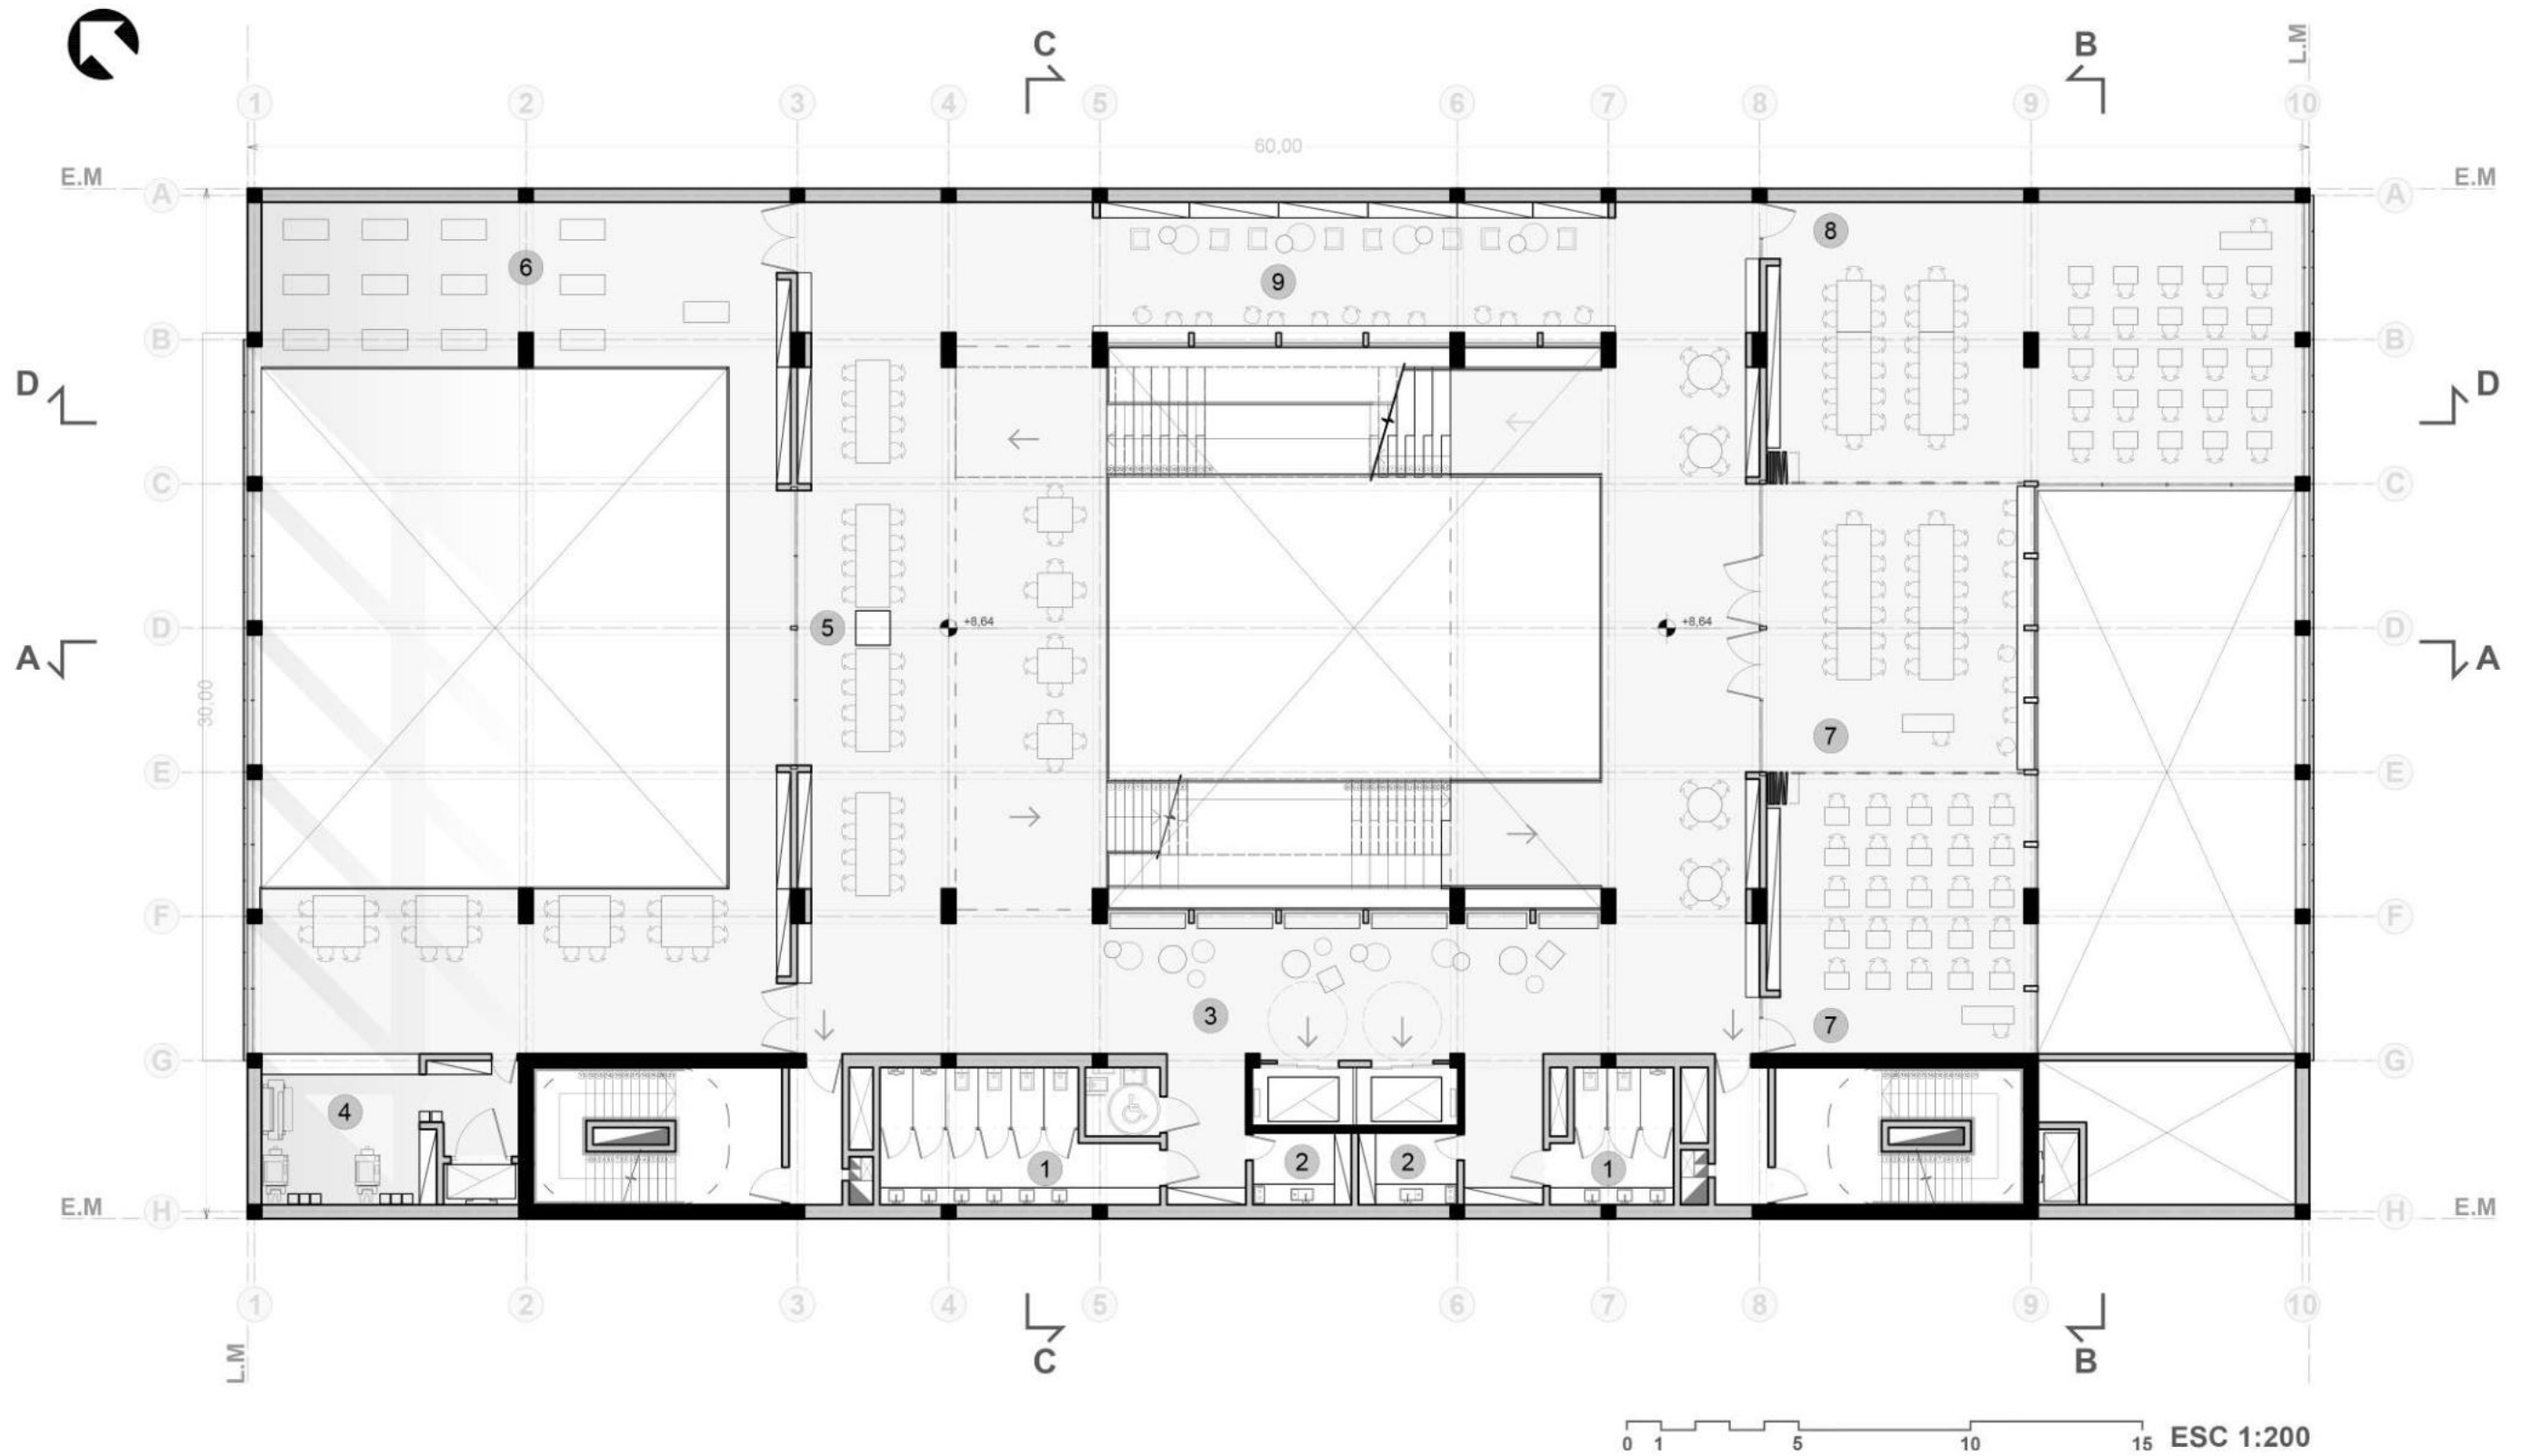 C B L.M
1 2 3 4 5 6 7 8 9 10
60,00
E.M E.M
A A
8
6
9
B B
D D
C C
5 +8,64 +8,64
D D
A A
30,00
7
E E
F F
3 7
G G
4
1 2 2 1
E.M H H E.M
1 2 3 4 5 6 7 8 9 10
L.M C B
0 1 5 10 15 ESC 1:200